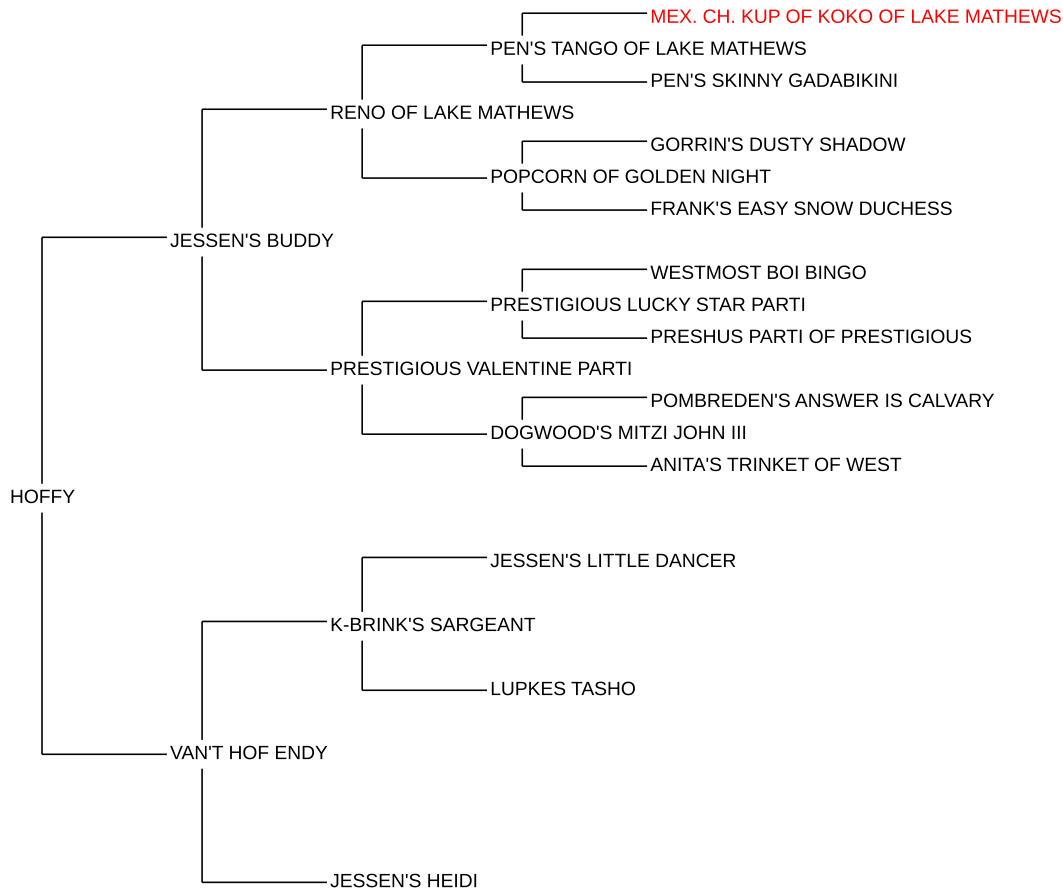 MEX. CH. KUP OF KOKO OF LAKE MATHEWS
PEN'S TANGO OF LAKE MATHEWS
PEN'S SKINNY GADABIKINI
RENO OF LAKE MATHEWS
GORRIN'S DUSTY SHADOW
POPCORN OF GOLDEN NIGHT
FRANK'S EASY SNOW DUCHESS
JESSEN'S BUDDY
WESTMOST BOI BINGO
PRESTIGIOUS LUCKY STAR PARTI
PRESHUS PARTI OF PRESTIGIOUS
PRESTIGIOUS VALENTINE PARTI
POMBREDEN'S ANSWER IS CALVARY
DOGWOOD'S MITZI JOHN III
ANITA'S TRINKET OF WEST
HOFFY
JESSEN'S LITTLE DANCER
K-BRINK'S SARGEANT
LUPKES TASHO
VAN'T HOF ENDY
JESSEN'S HEIDI